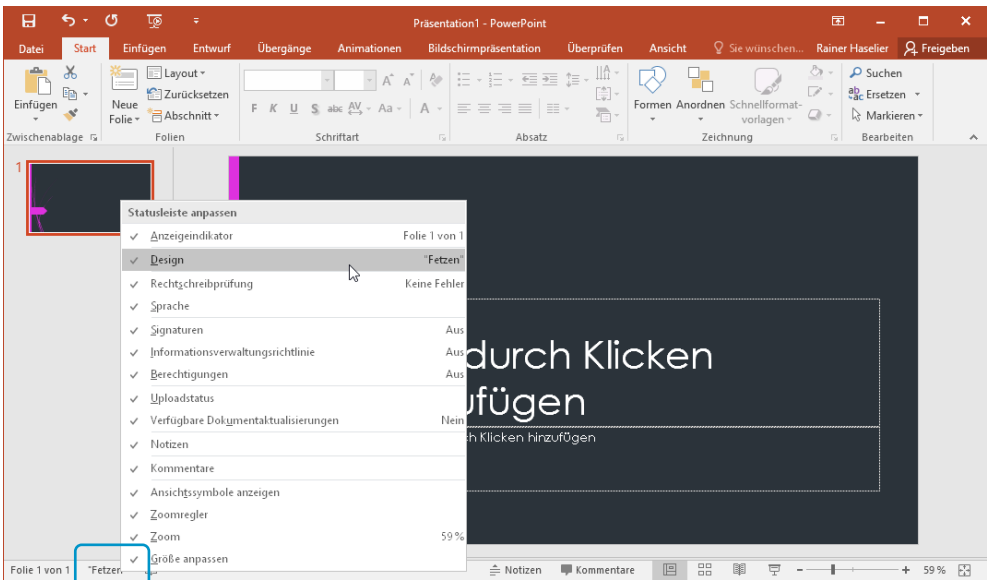 Präsentation1 - PowerPoint
Datei Start Einfügen Entwurf Übergänge Animationen Bildschirmpräsentation Überprüfen Ansicht Sie wünschen... Rainer Haselier Freigeben
Einfügen
Zwischenablage
Neue Folie
Layout
Zurücksetzen
Abschnitt
Folien
F K U S abc AV Aa A
Schriftart
Absatz
Formen Anordnen Schnellformat-
vorlagen
Zeichnung
Suchen
Ersetzen
Markieren
Bearbeiten
1
Statusleiste anpassen
Anzeigeindikator Folie 1 von 1
Design "Fetzen"
Rechtschreibprüfung Keine Fehler
Sprache
Signaturen Aus
Informationsverwaltungsrichtlinie Aus
Berechtigungen Aus
Uploadstatus
Verfügbare Dokumentaktualisierungen Nein
Notizen
Kommentare
Ansichtssymbole anzeigen
Zoomregler
Zoom 59 %
Größe anpassen
durch Klicken
fügen
Klicken hinzufügen
Folie 1 von 1 "Fetzen Notizen Kommentare 59 %